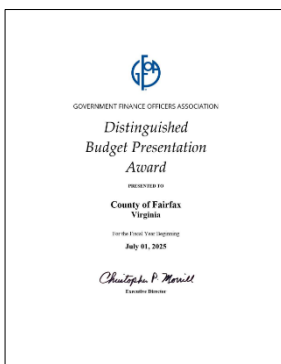 GFOA
GOVERNMENT FINANCE OFFICERS ASSOCIATION
Distinguished
Budget Presentation
Award
PRESENTED TO
County of Fairfax
Virginia
For the Fiscal Year Beginning
July 01, 2025
Christopher P. Morrill
Executive Director